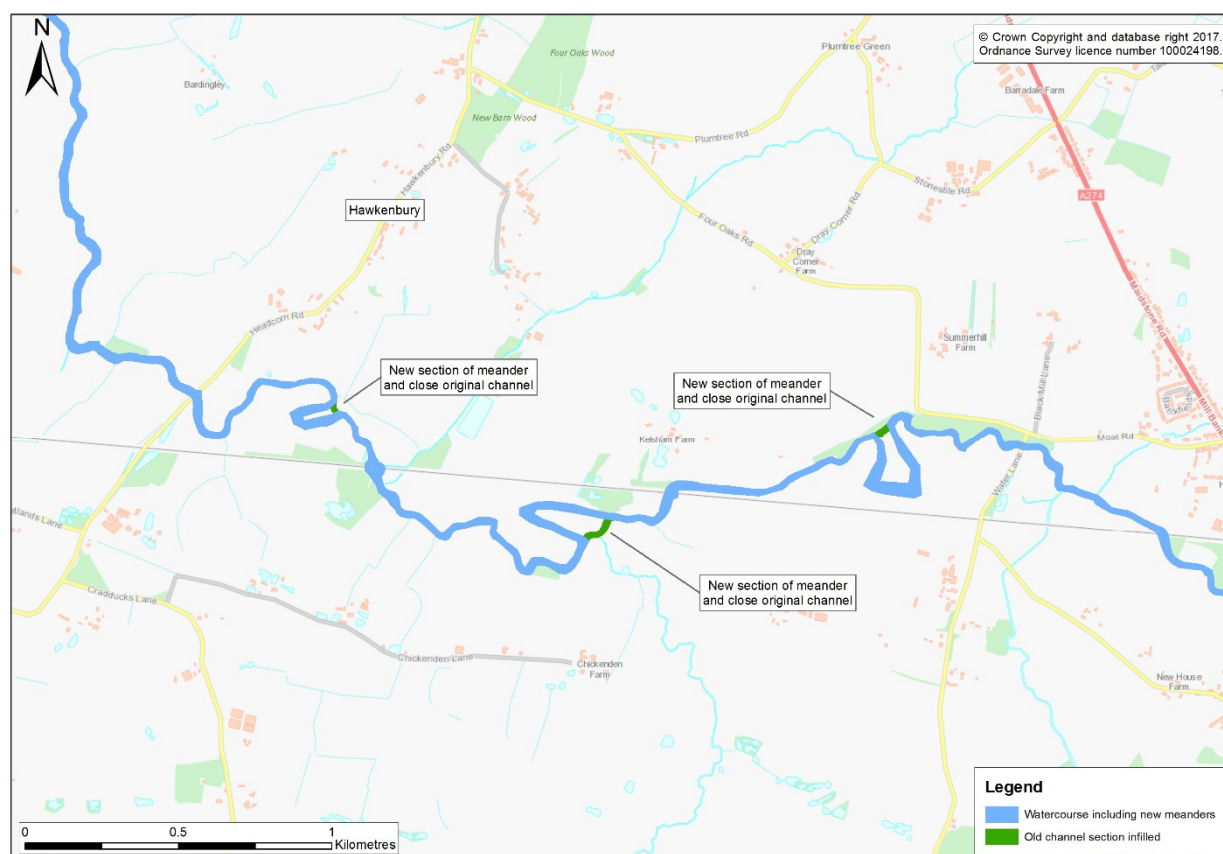 N
© Crown Copyright and database right 2017.
Ordnance Survey licence number 100024198.
Four Oaks Wood
Plumtree Green
Bardingley
Barradale Farm
New Barn Wood
Plumtree Rd
Hawkenbury Rd
Stonestile Rd
A274
Hawkenbury
Four Oaks Rd
Dray Corner Rd
Dray
Corner
Farm
Maidstone Rd
Headcorn Rd
Summerhill
Farm
Black Mill Lane
Mill Bank
New section of meander
and close original channel
New section of meander
and close original channel
Kelsham Farm
Moat Rd
Water Lane
New section of meander
and close original channel
Cradducks Lane
Chickenden Lane
Chickenden
Farm
New House
Farm
Legend
Watercourse including new meanders
Old channel section infilled
0 0.5 1
Kilometres